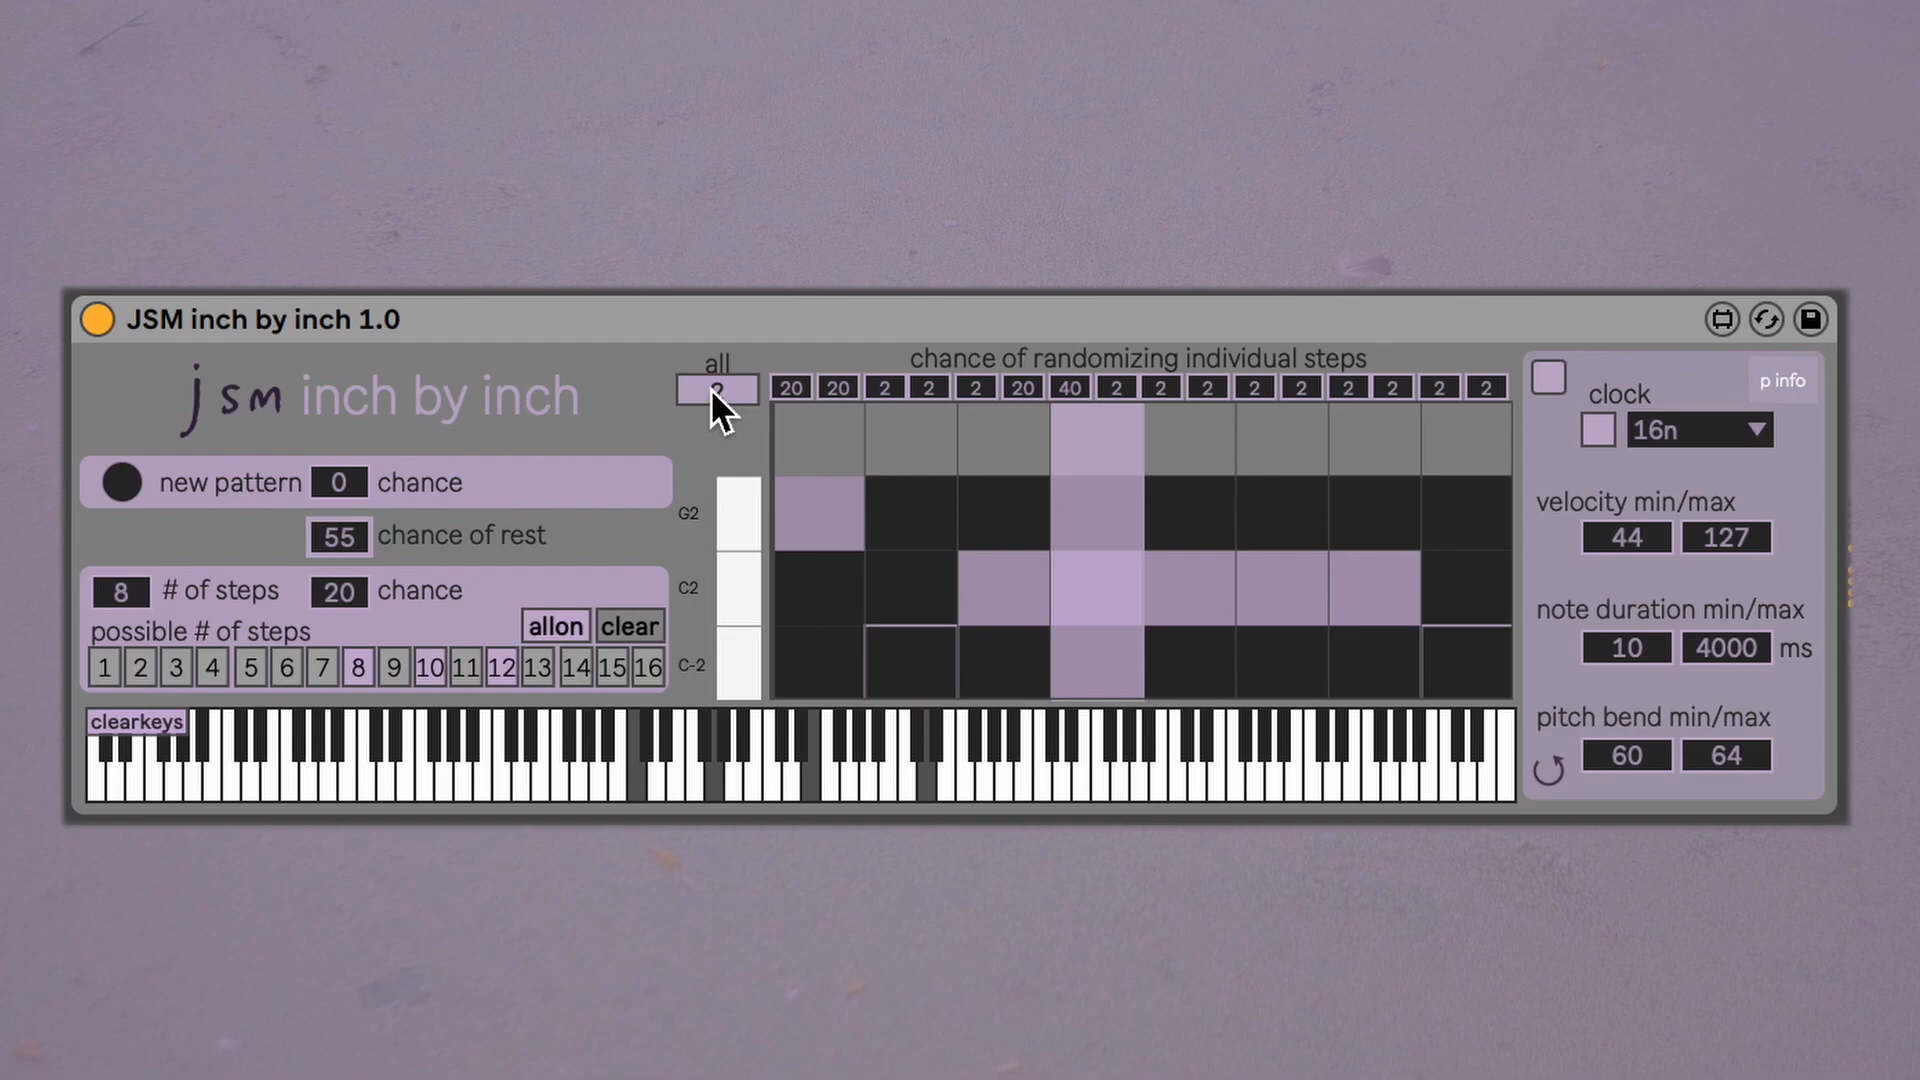 JSM inch by inch 1.0
jsm inch by inch
all
chance of randomizing individual steps
20 20 2 2 2 20 40 2 2 2 2 2 2 2 2 2
p info
clock
16n
new pattern 0 chance
55 chance of rest
8 # of steps 20 chance
possible # of steps
allon clear
1 2 3 4 5 6 7 8 9 10 11 12 13 14 15 16
G2
C2
C-2
velocity min/max
44 127
note duration min/max
10 4000 ms
pitch bend min/max
60 64
clearkeys